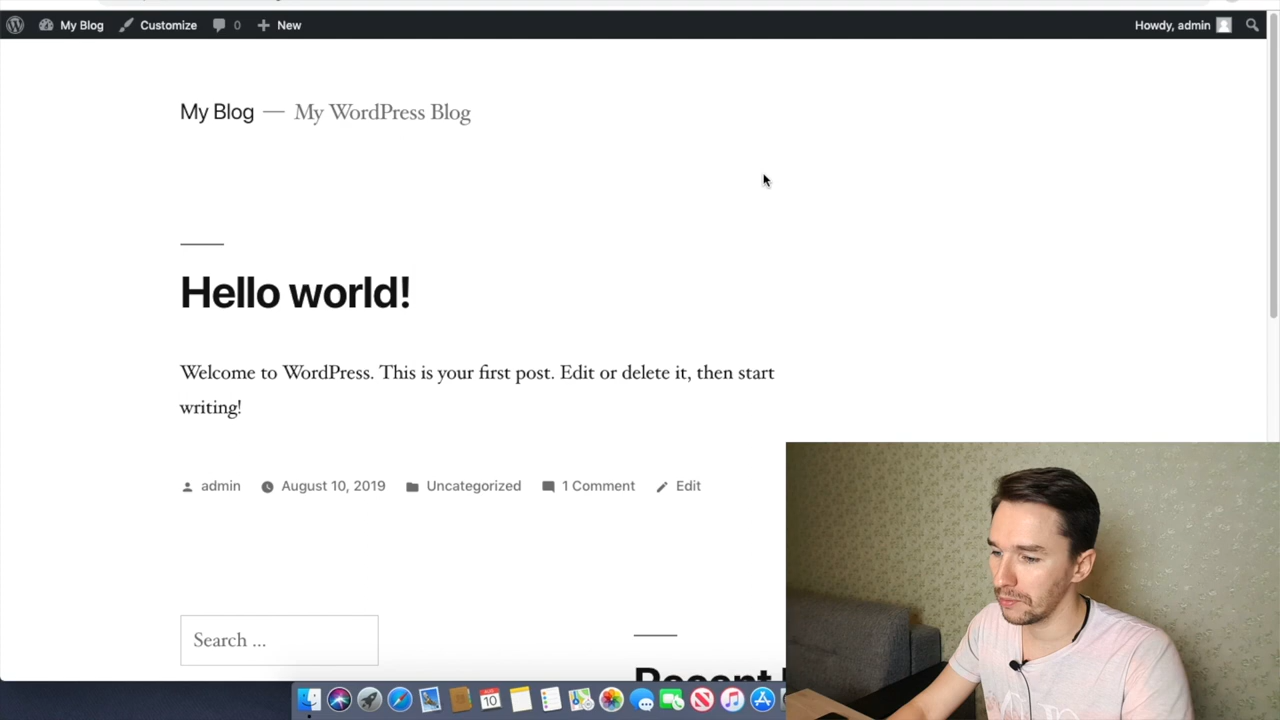 My Blog Customize 0 New Howdy, admin
My Blog — My WordPress Blog
Hello world!
Welcome to WordPress. This is your first post. Edit or delete it, then start
writing!
admin August 10, 2019 Uncategorized 1 Comment Edit
Search ...
Recent
10